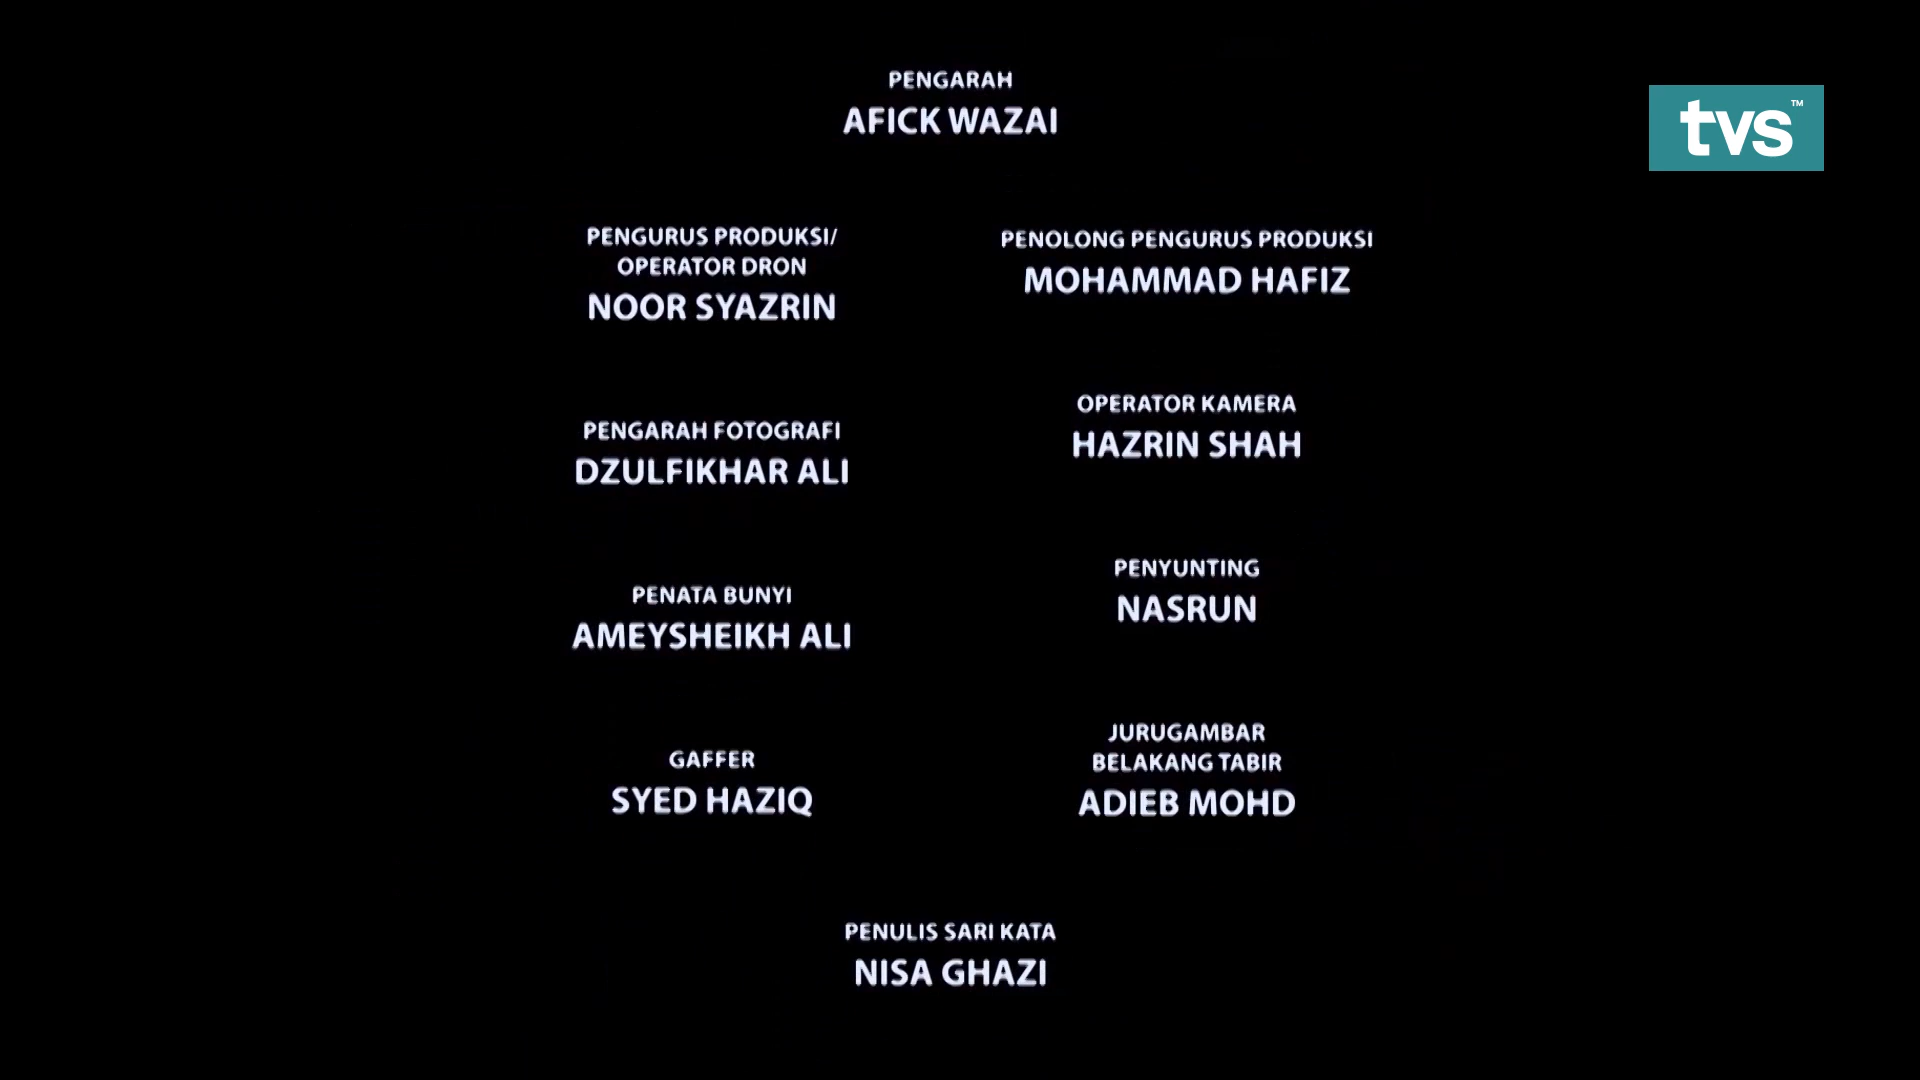 PENGARAH
AFICK WAZAI
tvs™
PENGURUS PRODUKSI/
OPERATOR DRON
NOOR SYAZRIN
PENOLONG PENGURUS PRODUKSI
MOHAMMAD HAFIZ
PENGARAH FOTOGRAFI
DZULFIKHAR ALI
OPERATOR KAMERA
HAZRIN SHAH
PENATA BUNYI
AMEYSHEIKH ALI
PENYUNTING
NASRUN
GAFFER
SYED HAZIQ
JURUGAMBAR
BELAKANG TABIR
ADIEB MOHD
PENULIS SARI KATA
NISA GHAZI